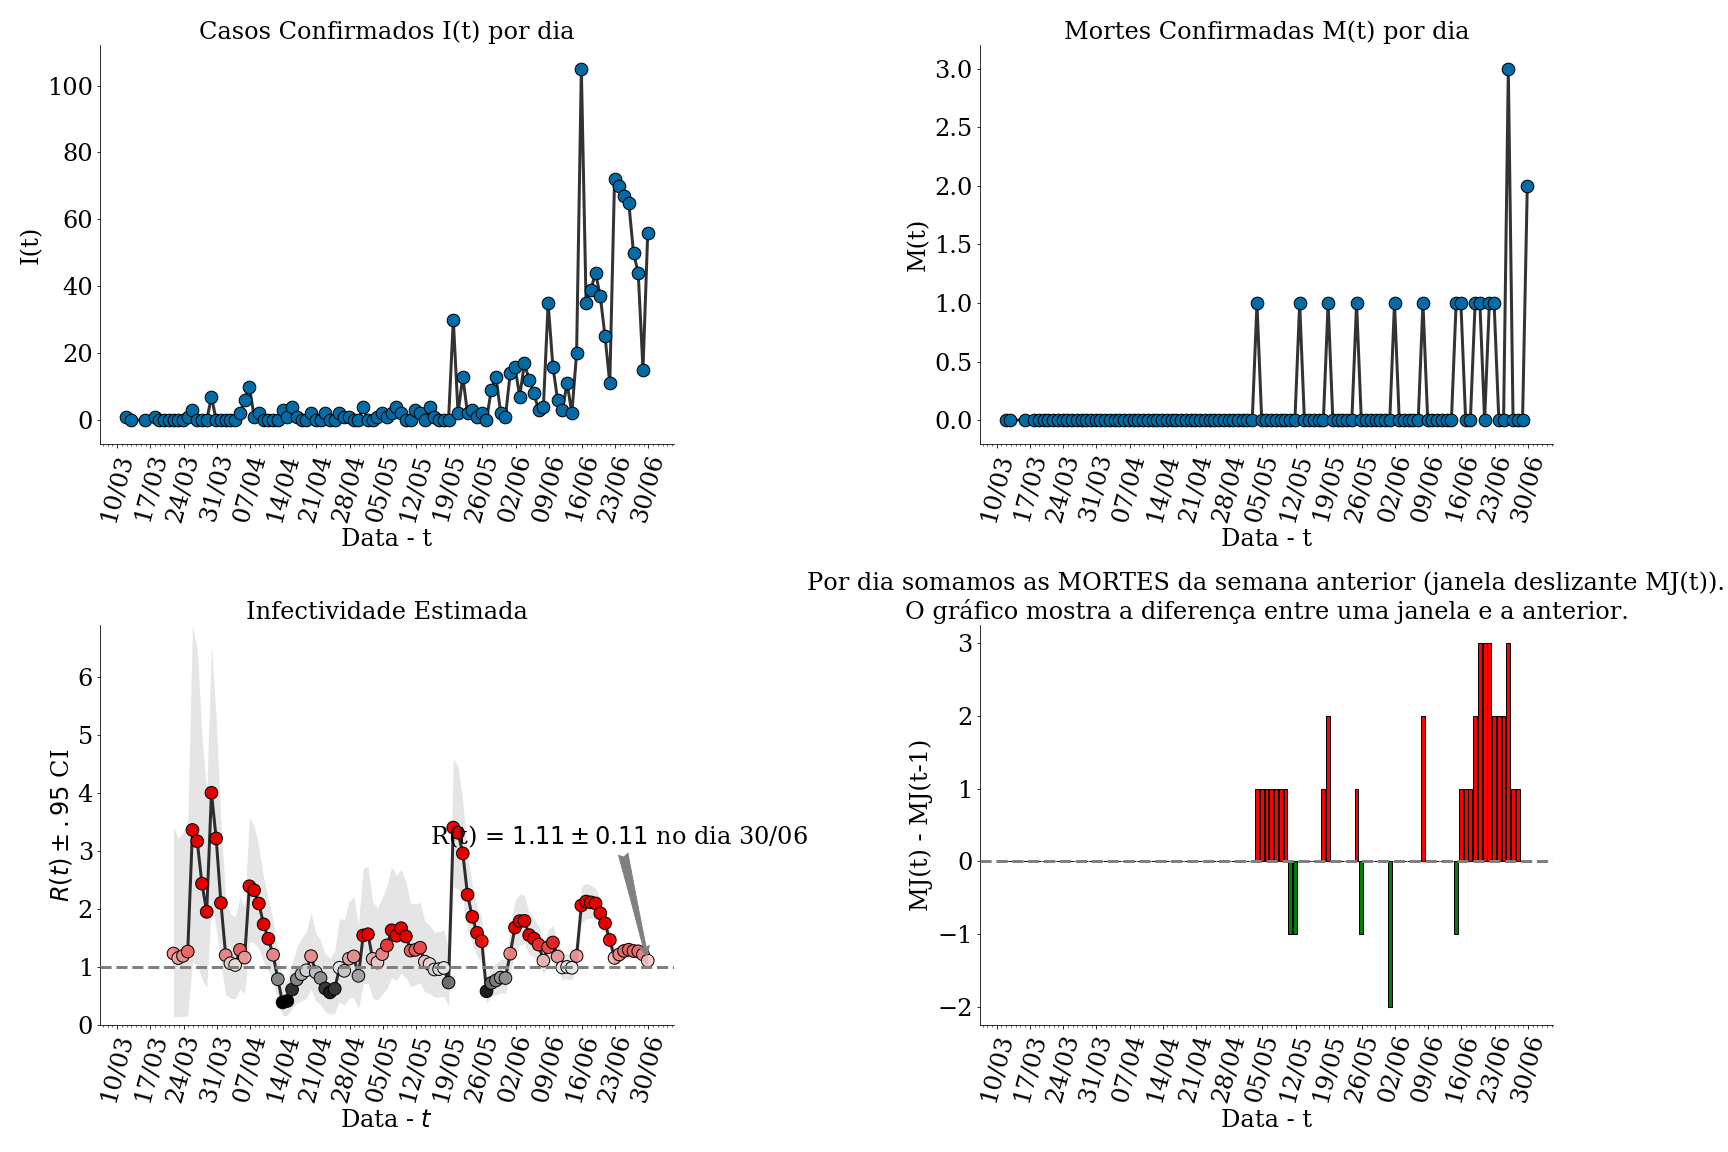 Casos Confirmados I(t) por dia
I(t)
100
80
60
40
20
0
10/03 17/03 24/03 31/03 07/04 14/04 21/04 28/04 05/05 12/05 19/05 26/05 02/06 09/06 16/06 23/06 30/06
Data - t
Mortes Confirmadas M(t) por dia
M(t)
3.0
2.5
2.0
1.5
1.0
0.5
0.0
10/03 17/03 24/03 31/03 07/04 14/04 21/04 28/04 05/05 12/05 19/05 26/05 02/06 09/06 16/06 23/06 30/06
Data - t
Infectividade Estimada
R(t) ± .95 CI
6
5
4
3
2
1
0
R(t) = 1.11 ± 0.11 no dia 30/06
10/03 17/03 24/03 31/03 07/04 14/04 21/04 28/04 05/05 12/05 19/05 26/05 02/06 09/06 16/06 23/06 30/06
Data - t
Por dia somamos as MORTES da semana anterior (janela deslizante MJ(t)).
O gráfico mostra a diferença entre uma janela e a anterior.
MJ(t) - MJ(t-1)
3
2
1
0
−1
−2
10/03 17/03 24/03 31/03 07/04 14/04 21/04 28/04 05/05 12/05 19/05 26/05 02/06 09/06 16/06 23/06 30/06
Data - t